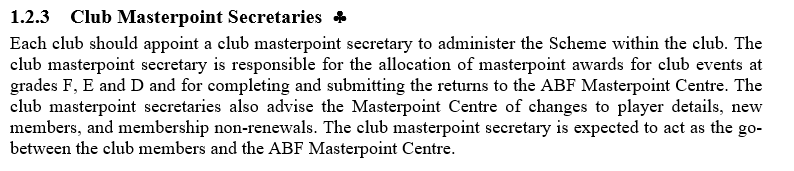 1.2.3 Club Masterpoint Secretaries ♣
Each club should appoint a club masterpoint secretary to administer the Scheme within the club. The
club masterpoint secretary is responsible for the allocation of masterpoint awards for club events at
grades F, E and D and for completing and submitting the returns to the ABF Masterpoint Centre. The
club masterpoint secretaries also advise the Masterpoint Centre of changes to player details, new
members, and membership non-renewals. The club masterpoint secretary is expected to act as the go-
between the club members and the ABF Masterpoint Centre.